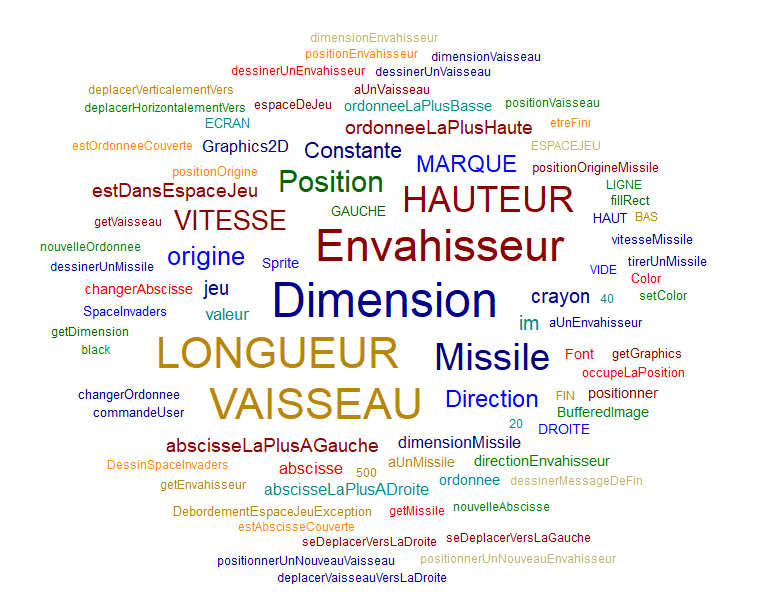 dimensionEnvahisseur
positionEnvahisseur dimensionVaisseau
dessinerUnEnvahisseur dessinerUnVaisseau
deplacerVerticalementVers aUnVaisseau
deplacerHorizontalementVers espaceDeJeu ordonneeLaPlusBasse positionVaisseau
ECRAN ordonneeLaPlusHaute etreFini
estOrdonneeCouverte Graphics2D Constante ESPACEJEU
positionOrigine MARQUE positionOrigineMissile
estDansEspaceJeu Position HAUTEUR LIGNE
fillRect
getVaisseau VITESSE GAUCHE HAUT BAS
nouvelleOrdonnee Envahisseur vitesseMissile
dessinerUnMissile origine Sprite VIDE tirerUnMissile
changerAbscisse jeu Dimension crayon 40 Color
setColor
SpaceInvaders valeur im aUnEnvahisseur
getDimension
black LONGUEUR Missile Font getGraphics
occupeLaPosition
changerOrdonnee VAISSEAU Direction FIN positionner
commandeUser BufferedImage
20 DROITE
abscisseLaPlusAGauche dimensionMissile
DessinSpaceInvaders abscisse 500 aUnMissile directionEnvahisseur
getEnvahisseur abscisseLaPlusADroite ordonnee dessinerMessageDeFin
DebordementEspaceJeuException getMissile nouvelleAbscisse
estAbscisseCouverte
seDeplacerVersLaDroite seDeplacerVersLaGauche
positionnerUnNouveauVaisseau positionnerUnNouveauEnvahisseur
deplacerVaisseauVersLaDroite